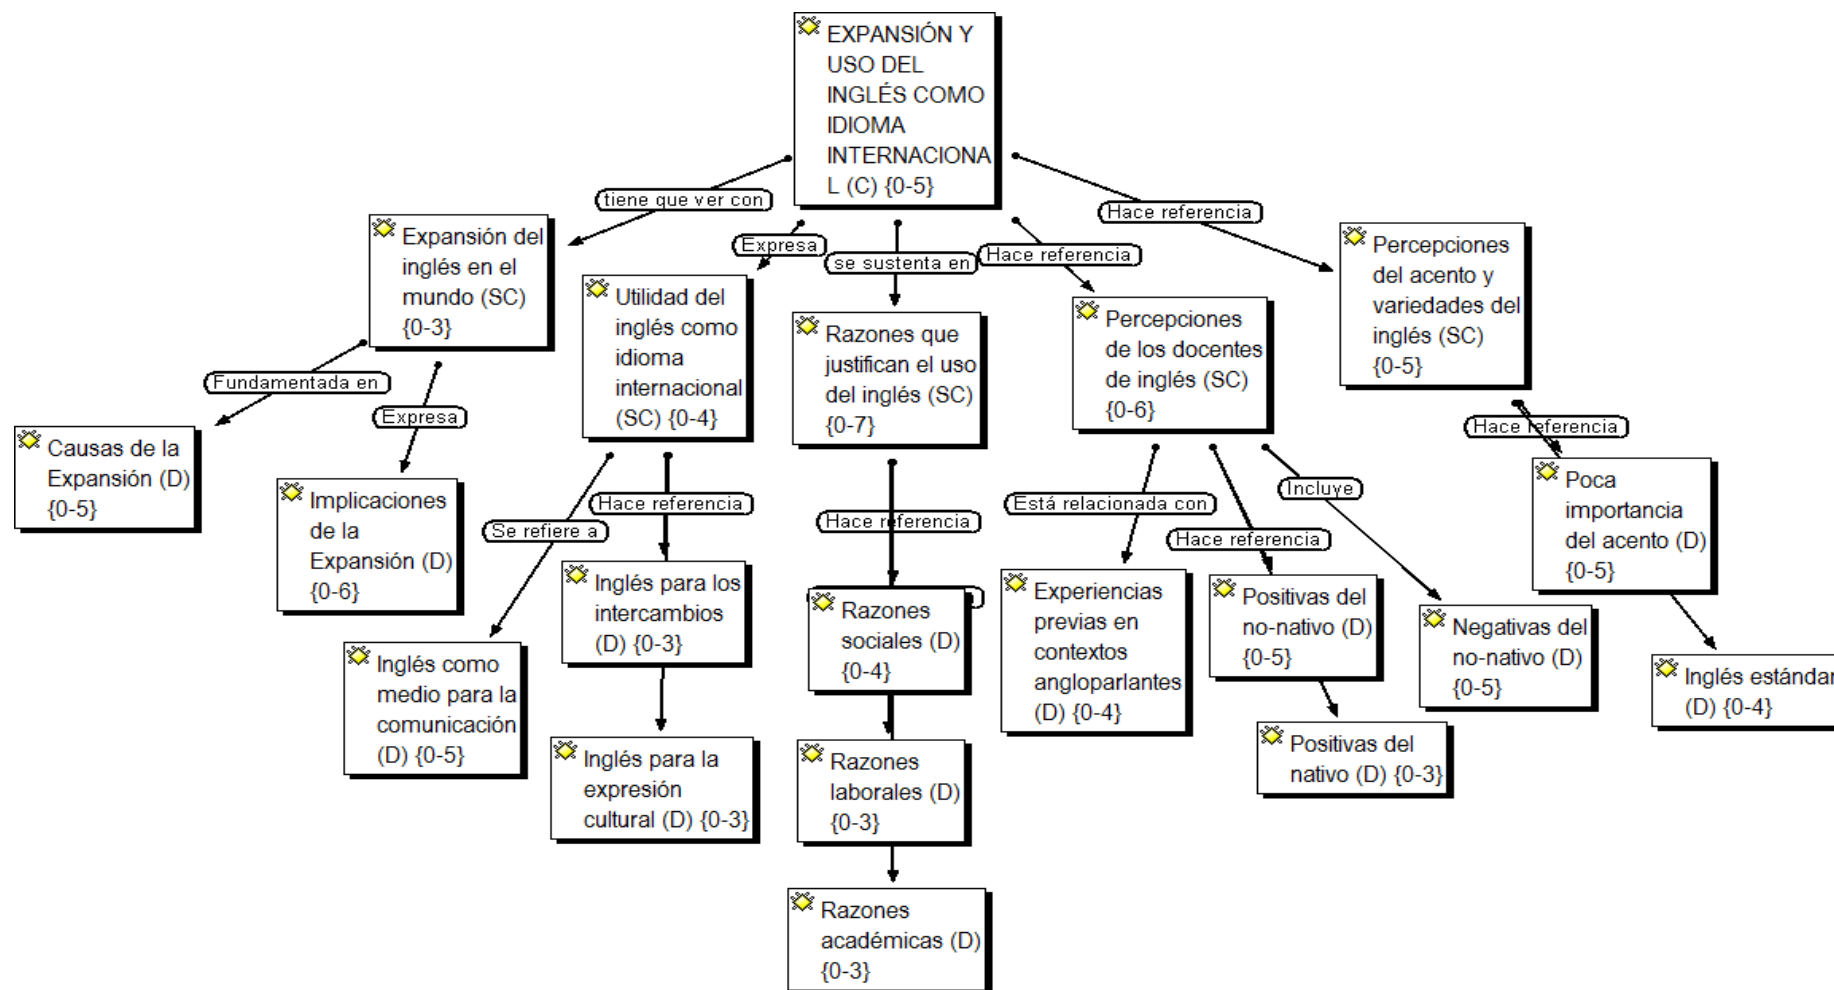 EXPANSIÓN Y
USO DEL
INGLÉS COMO
IDIOMA
INTERNACIONA
L (C) {0-5}
tiene que ver con
Expresa
se sustenta en
Hace referencia
Hace referencia
Expansión del
inglés en el
mundo (SC)
{0-3}
Utilidad del
inglés como
idioma
internacional
(SC) {0-4}
Razones que
justifican el uso
del inglés (SC)
{0-7}
Percepciones
de los docentes
de inglés (SC)
{0-6}
Percepciones
del acento y
variedades del
inglés (SC)
{0-5}
Fundamentada en
Expresa
Se refiere a
Hace referencia
Hace referencia
Está relacionada con
Hace referencia
Incluye
Hace referencia
Causas de la
Expansión (D)
{0-5}
Implicaciones
de la
Expansión (D)
{0-6}
Inglés como
medio para la
comunicación
(D) {0-5}
Inglés para los
intercambios
(D) {0-3}
Inglés para la
expresión
cultural (D) {0-3}
Razones
sociales (D)
{0-4}
Razones
laborales (D)
{0-3}
Razones
académicas (D)
{0-3}
Experiencias
previas en
contextos
angloparlantes
(D) {0-4}
Positivas del
no-nativo (D)
{0-5}
Positivas del
nativo (D) {0-3}
Negativas del
no-nativo (D)
{0-5}
Poca
importancia
del acento (D)
{0-5}
Inglés estándar
(D) {0-4}